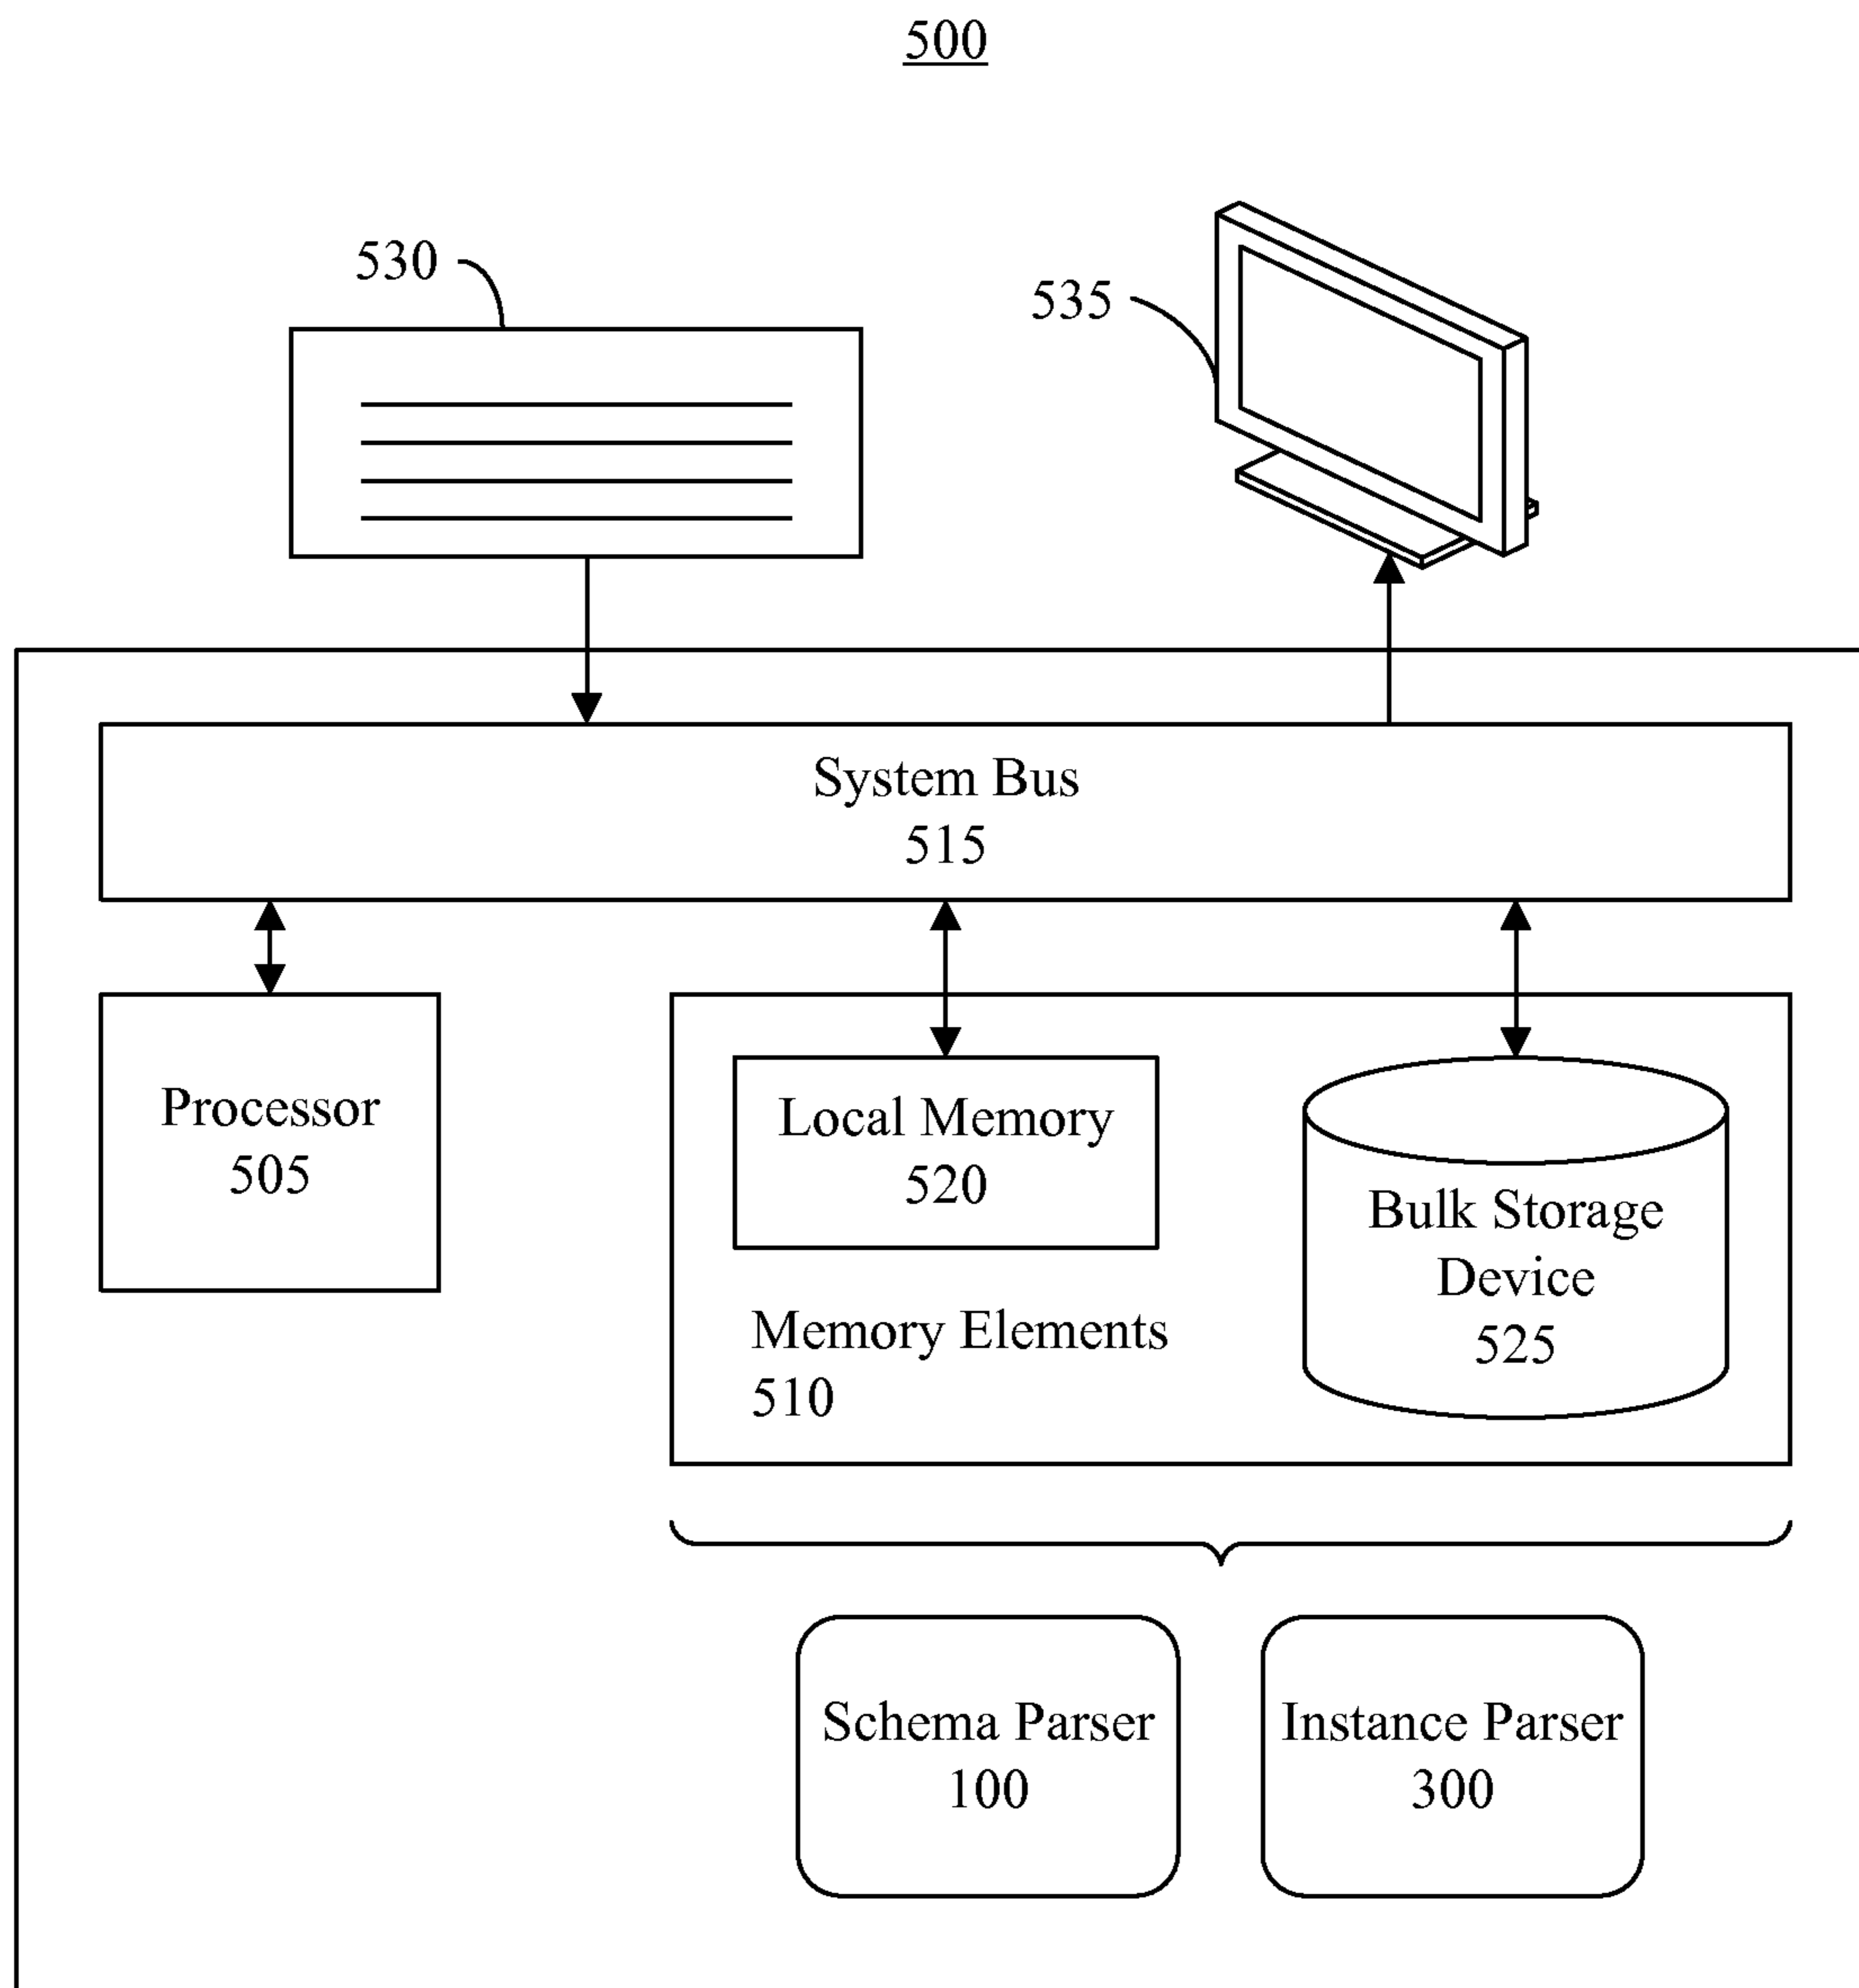 500
530
535
System Bus
515
Processor
505
Local Memory
520
Bulk Storage
Device
525
Memory Elements
510
Schema Parser
100
Instance Parser
300